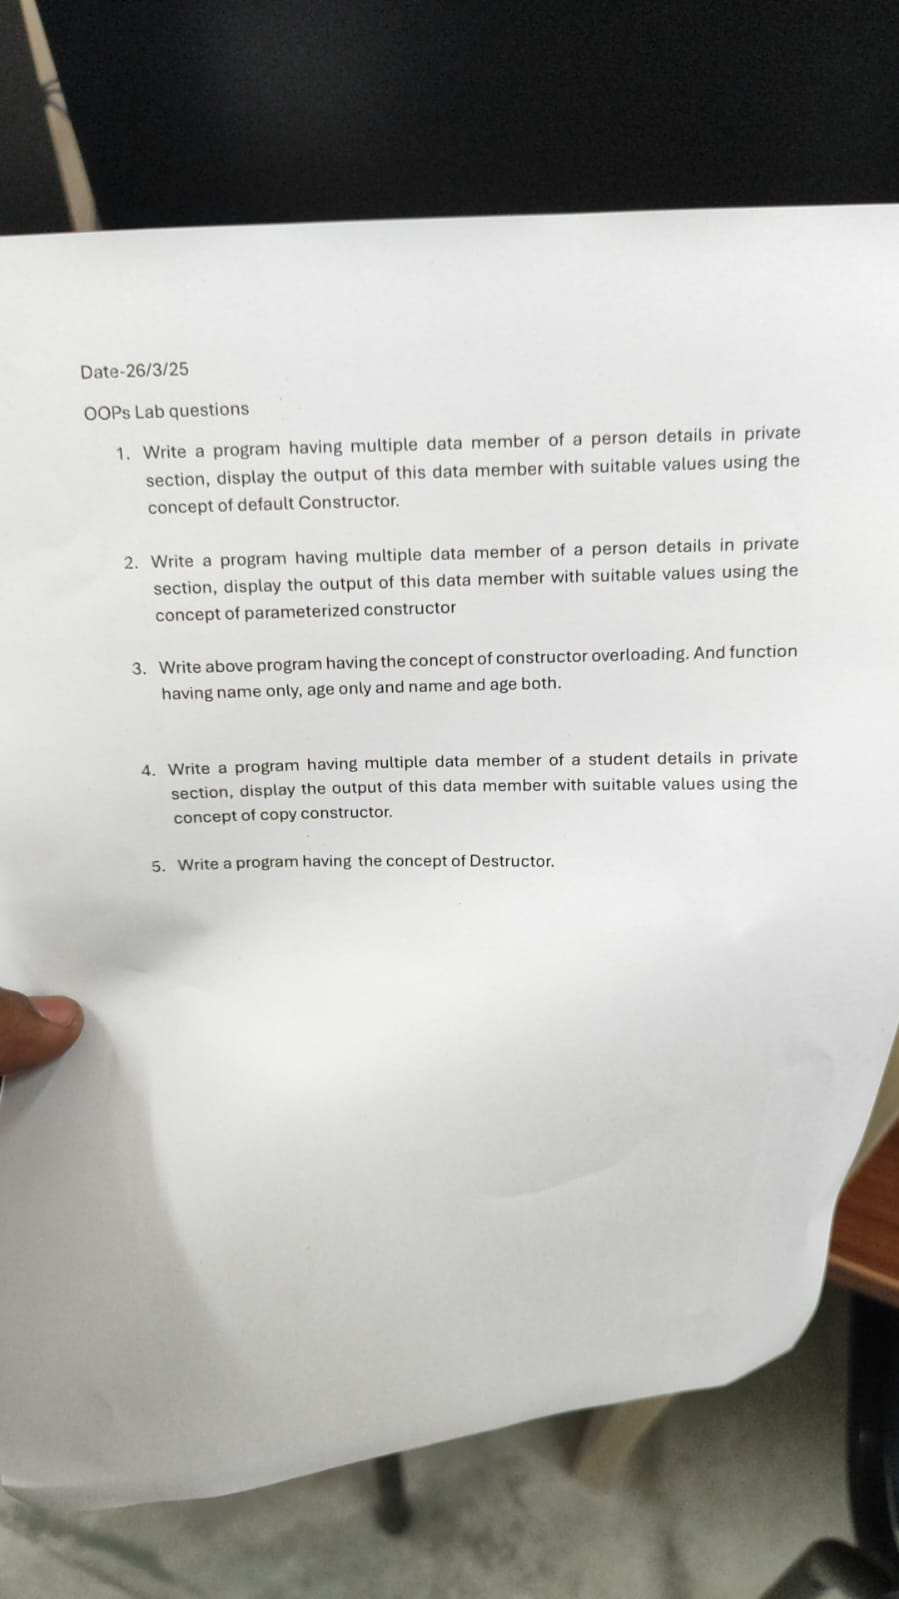 Date-26/3/25
OOPs Lab questions
1. Write a program having multiple data member of a person details in private
section, display the output of this data member with suitable values using the
concept of default Constructor.
2. Write a program having multiple data member of a person details in private
section, display the output of this data member with suitable values using the
concept of parameterized constructor
3. Write above program having the concept of constructor overloading. And function
having name only, age only and name and age both.
4. Write a program having multiple data member of a student details in private
section, display the output of this data member with suitable values using the
concept of copy constructor.
5. Write a program having the concept of Destructor.